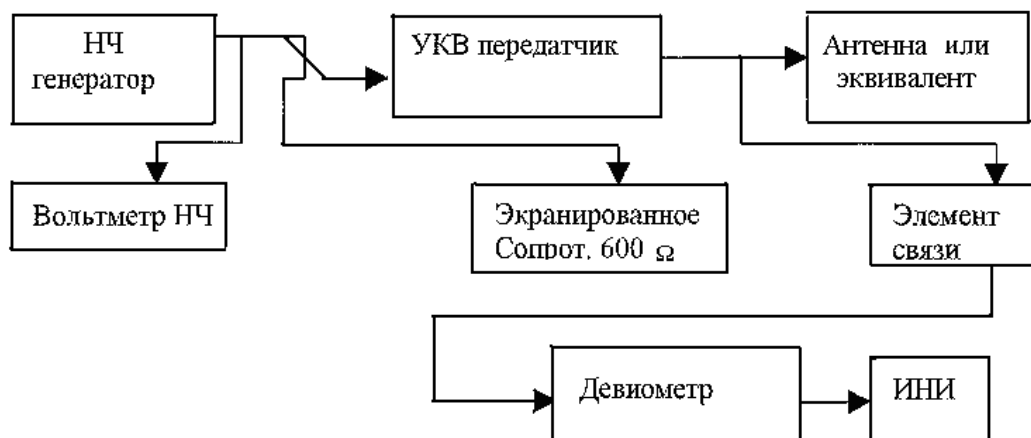 НЧ
генератор
УКВ передатчик
Антенна или
эквивалент
Вольтметр НЧ
Экранированное
Сопрот. 600 Ω
Элемент
связи
Девиометр
ИНИ